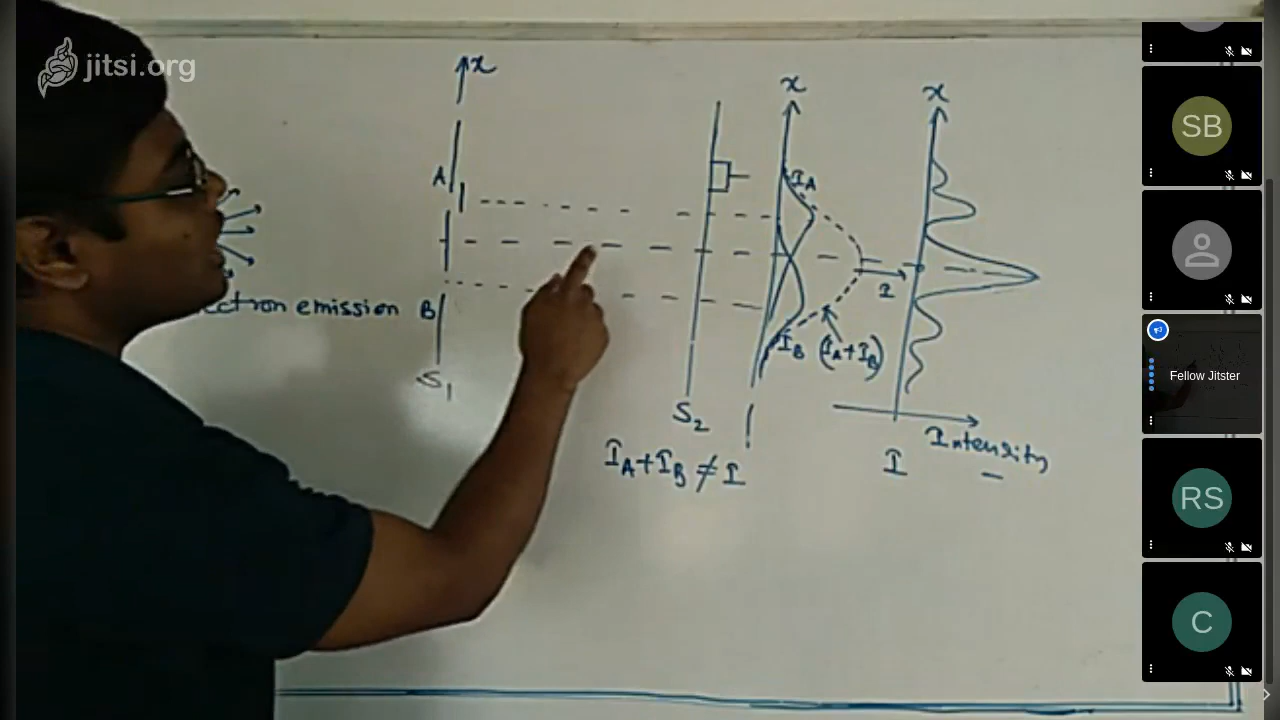 jitsi.org
x
A
ctron emission B
S1
S2
x
IA
I
IB (IA+IB)
x
Intensity
I
IA+IB ≠ I
SB
Fellow Jitster
RS
C